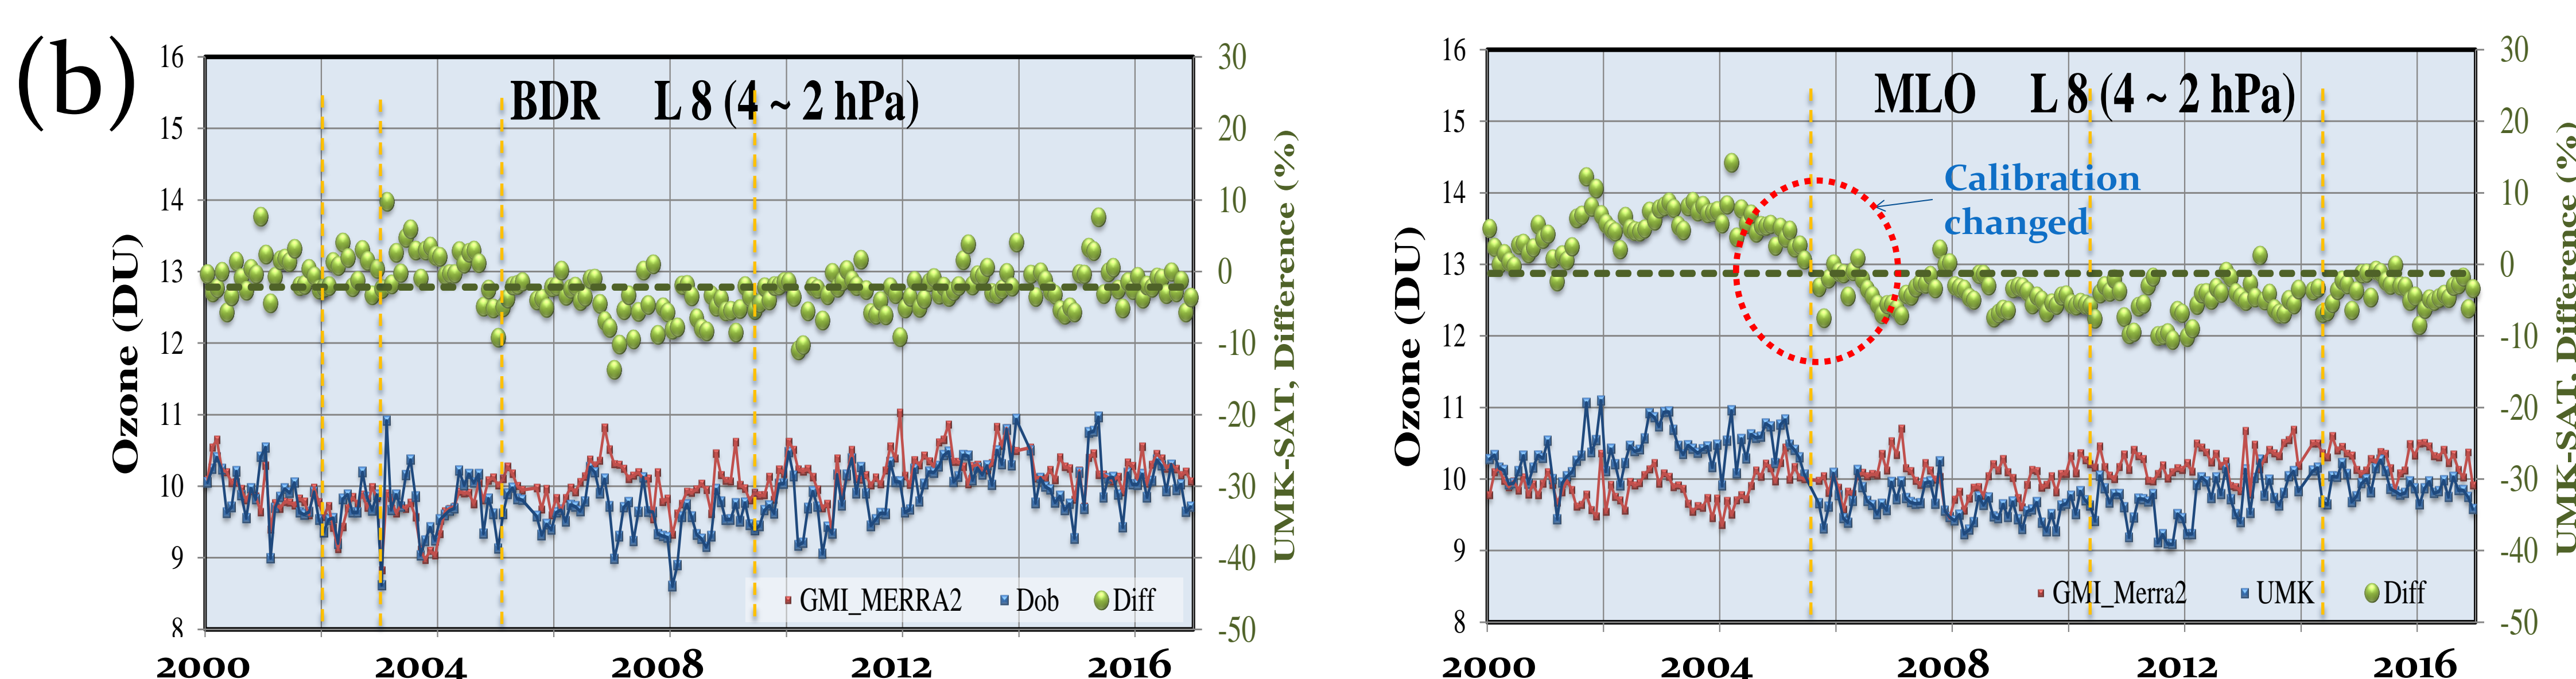 (b)
BDR L 8 (4 ~ 2 hPa)
16
15
14
13
12
11
10
9
8
Ozone (DU)
30
20
10
0
-10
-20
-30
-40
-50
UMK-SAT, Difference (%)
GMI_MERRA2 Dob Diff
2000 2004 2008 2012 2016
MLO L 8 (4 ~ 2 hPa)
16
15
14
13
12
11
10
9
8
Ozone (DU)
Calibration
changed
30
20
10
0
-10
-20
-30
-40
-50
UMK-SAT, Difference (%)
GMI_Merra2 UMK Diff
2000 2004 2008 2012 2016